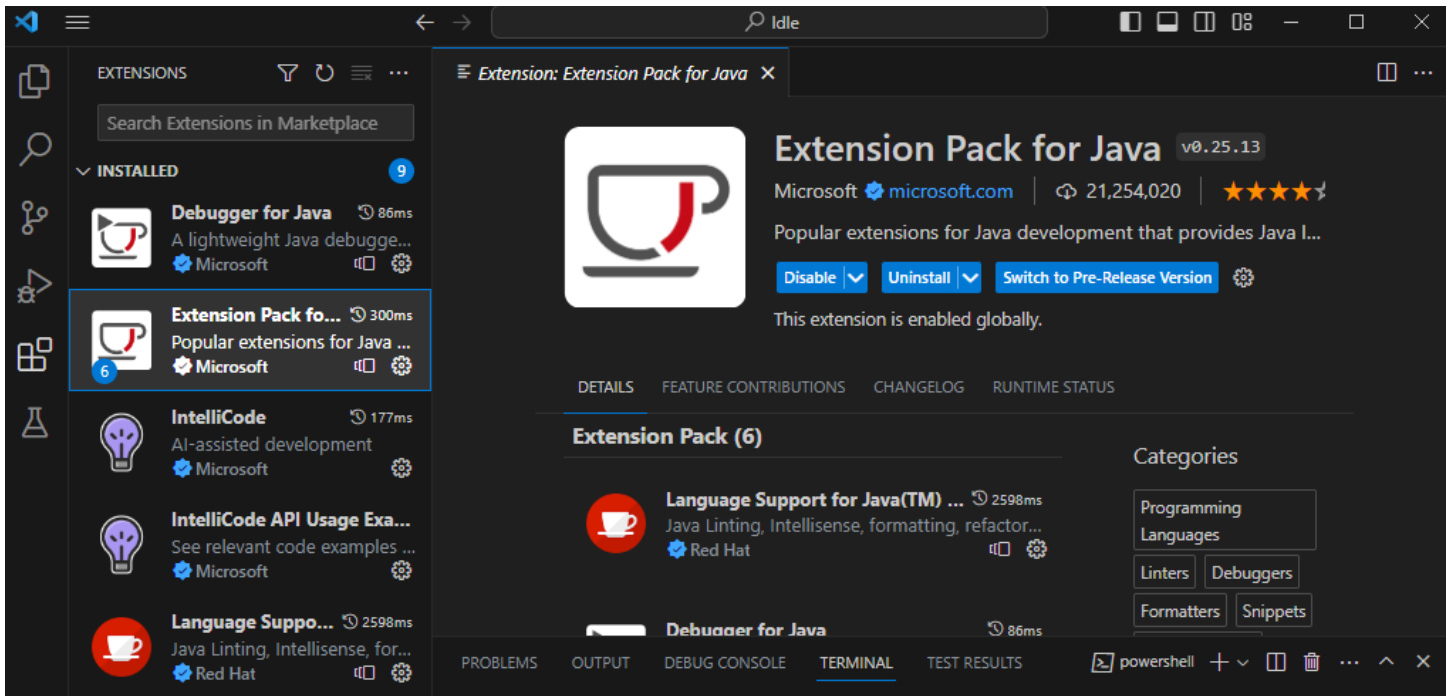 Idle
EXTENSIONS
Search Extensions in Marketplace
INSTALLED
9
Debugger for Java 86ms
A lightweight Java debugge...
Microsoft
Extension Pack fo... 300ms
Popular extensions for Java ...
6
Microsoft
IntelliCode 177ms
AI-assisted development
Microsoft
IntelliCode API Usage Exa...
See relevant code examples ...
Microsoft
Language Suppo... 2598ms
Java Linting, Intellisense, for...
Red Hat
Extension: Extension Pack for Java
Extension Pack for Java v0.25.13
Microsoft microsoft.com 21,254,020
Popular extensions for Java development that provides Java I...
Disable Uninstall Switch to Pre-Release Version
This extension is enabled globally.
DETAILS FEATURE CONTRIBUTIONS CHANGELOG RUNTIME STATUS
Extension Pack (6)
Language Support for Java(TM) ... 2598ms
Java Linting, Intellisense, formatting, refactor...
Red Hat
Debugger for Java 86ms
Categories
Programming
Languages
Linters Debuggers
Formatters Snippets
PROBLEMS OUTPUT DEBUG CONSOLE TERMINAL TEST RESULTS powershell